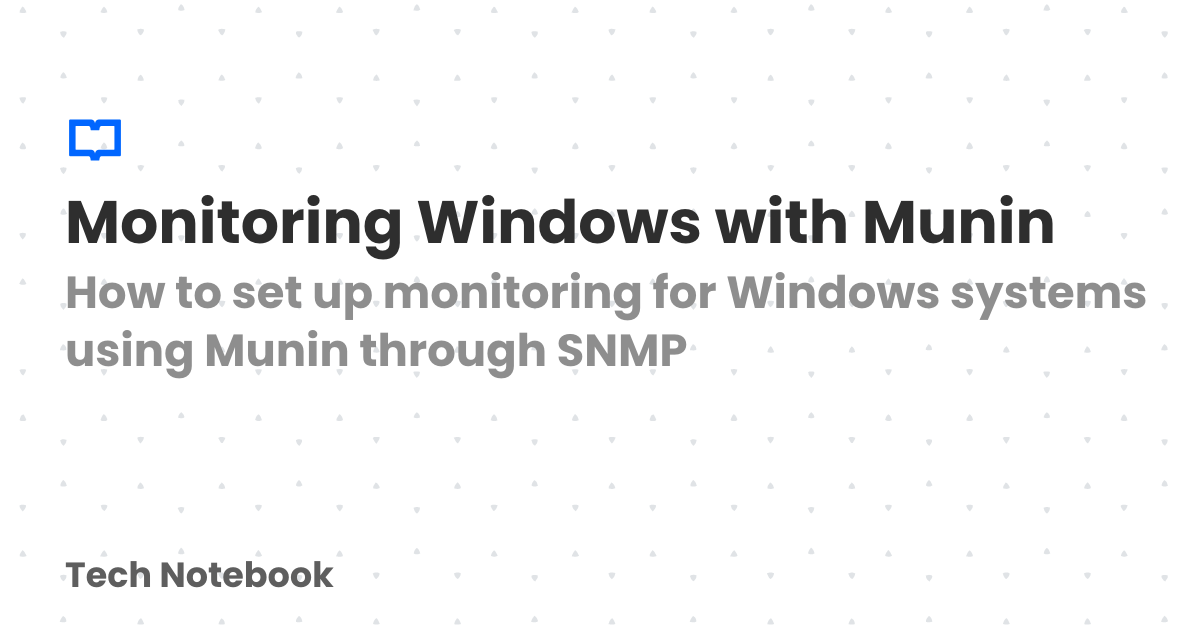 Monitoring Windows with Munin
How to set up monitoring for Windows systems
using Munin through SNMP
Tech Notebook